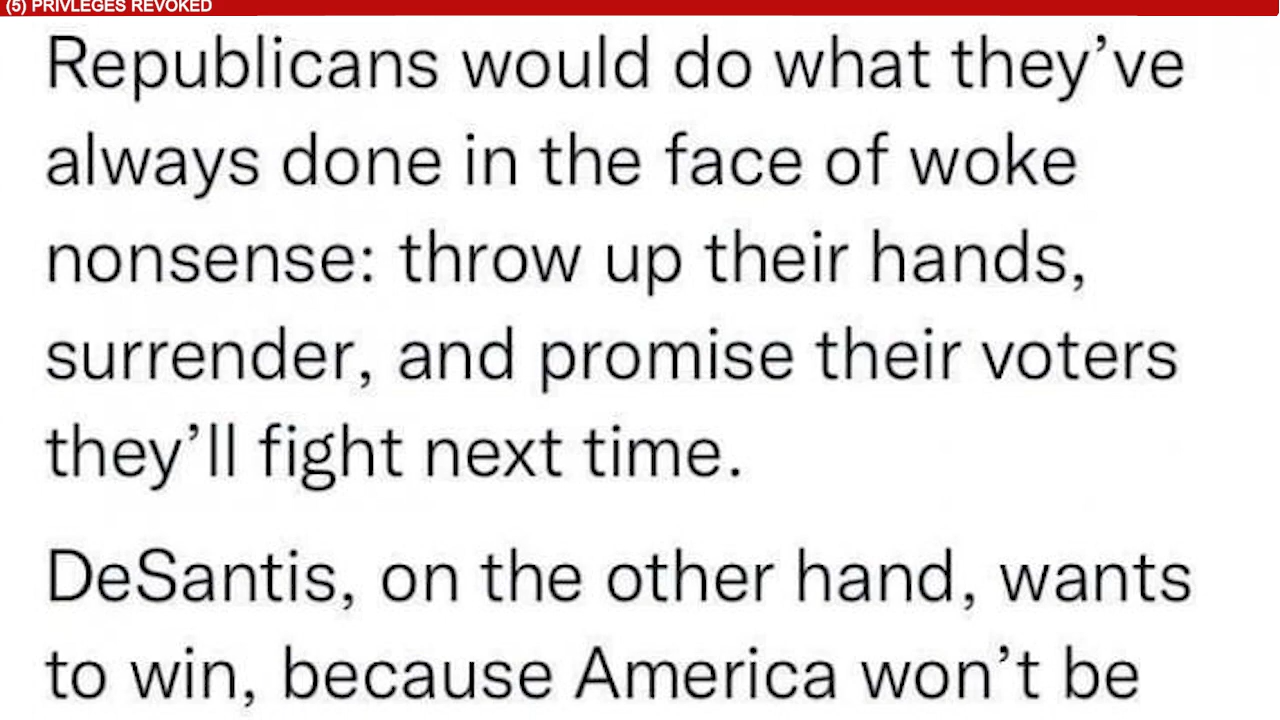 (5) PRIVLEGES REVOKED
Republicans would do what they’ve
always done in the face of woke
nonsense: throw up their hands,
surrender, and promise their voters
they’ll fight next time.
DeSantis, on the other hand, wants
to win, because America won’t be